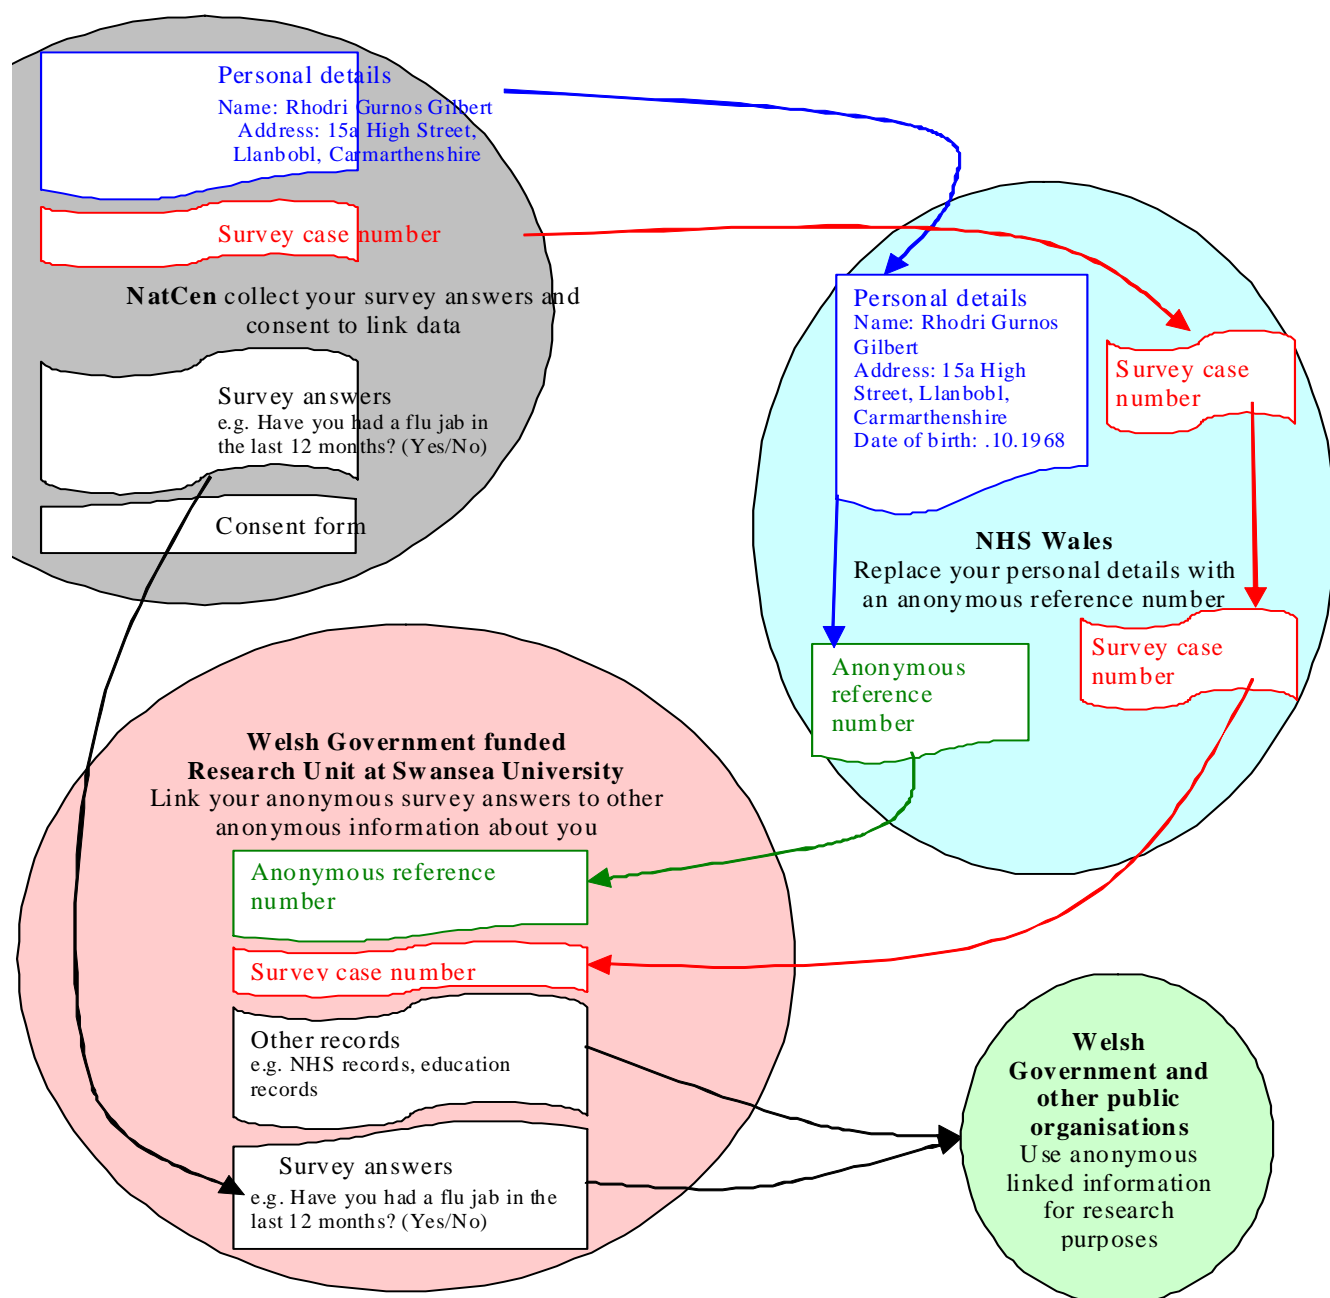 Personal details
Name: Rhodri Gurnos Gilbert
Address: 15a High Street,
Llanbobl, Carmarthenshire
Survey case number
NatCen collect your survey answers and
consent to link data
Survey answers
e.g. Have you had a flu jab in
the last 12 months? (Yes/No)
Consent form
Personal details
Name: Rhodri Gurnos
Gilbert
Address: 15a High
Street, Llanbobl,
Carmarthenshire
Date of birth: .10.1968
Survey case
number
NHS Wales
Replace your personal details with
an anonymous reference number
Survey case
number
Anonymous
reference
number
Welsh Government funded
Research Unit at Swansea University
Link your anonymous survey answers to other
anonymous information about you
Anonymous reference
number
Survey case number
Other records
e.g. NHS records, education
records
Survey answers
e.g. Have you had a flu jab in the
last 12 months? (Yes/No)
Welsh
Government and
other public
organisations
Use anonymous
linked information
for research
purposes